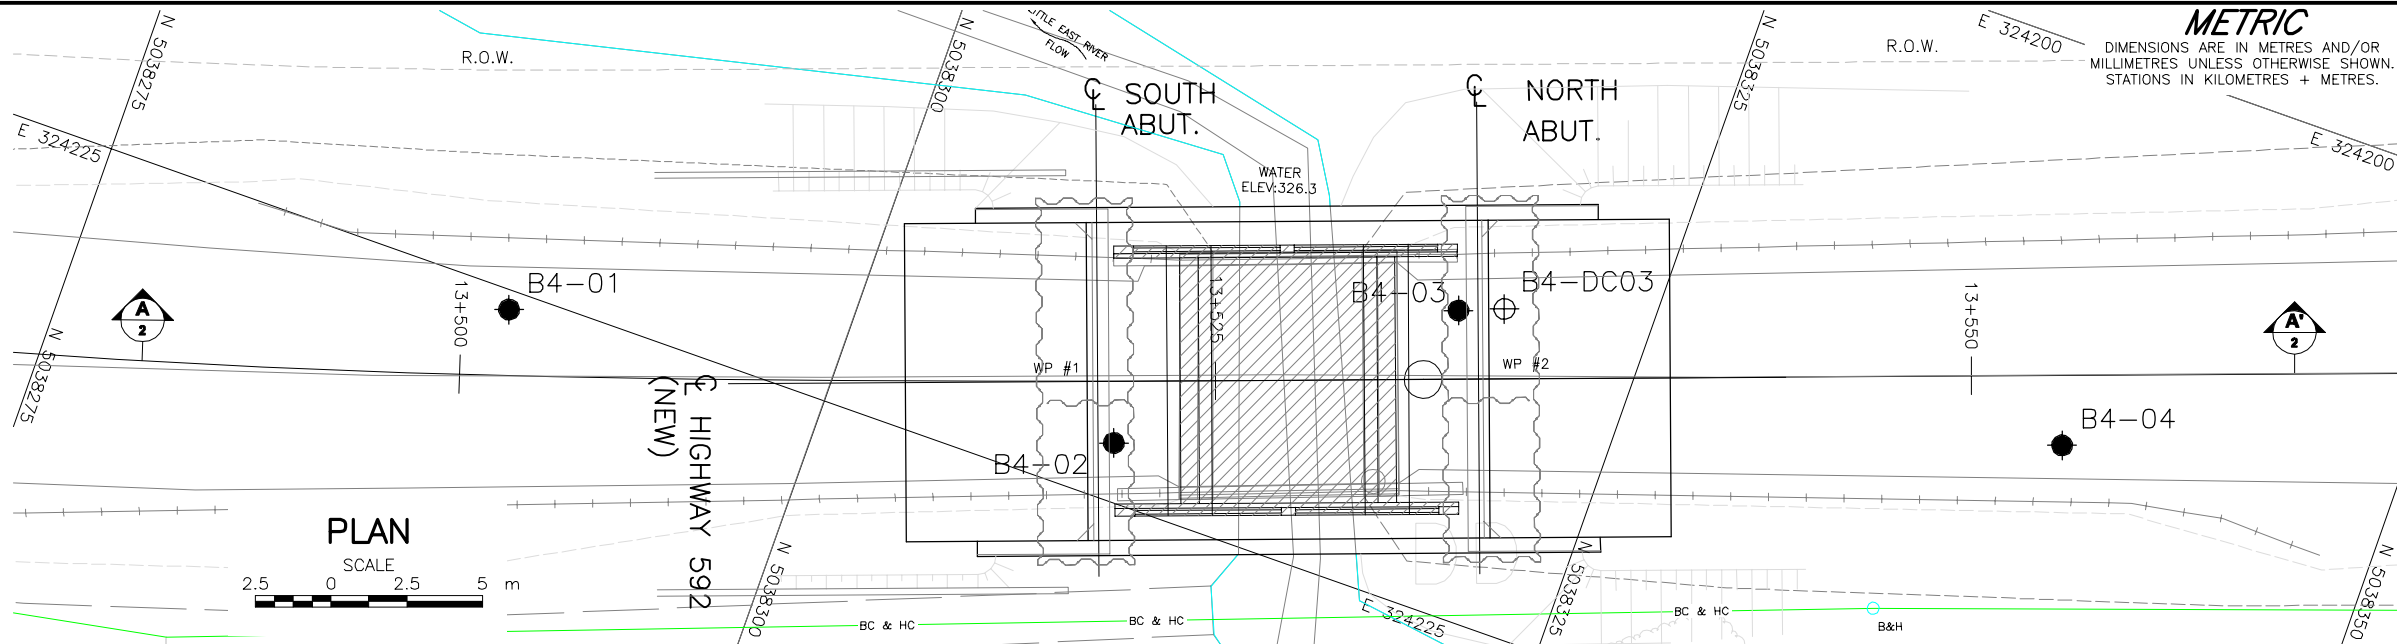 METRIC
DIMENSIONS ARE IN METRES AND/OR
MILLIMETRES UNLESS OTHERWISE SHOWN.
STATIONS IN KILOMETRES + METRES.
N 5038275
N 5038300
N 5038325
E 324200
R.O.W.
R.O.W.
LITTLE EAST RIVER
FLOW
℄ SOUTH
ABUT.
℄ NORTH
ABUT.
E 324225
E 324200
WATER
ELEV:326.3
B4-01
B4-03
B4-DC03
13+500
13+525
13+550
A
2
A'
2
N 5038275
WP #1
WP #2
℄ HIGHWAY 592
(NEW)
B4-02
B4-04
PLAN
SCALE
2.5 0 2.5 5 m
N 5038300
N 5038325
N 5038350
E 324225
BC & HC
BC & HC
BC & HC
B&H
DD